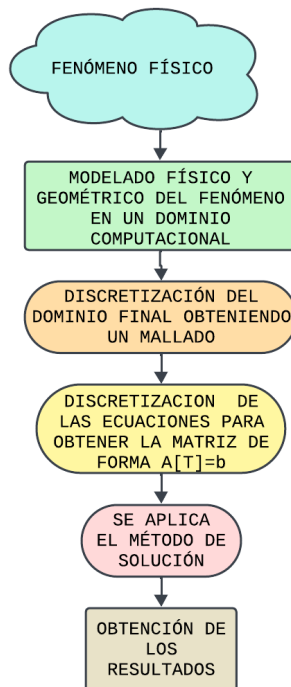 FENÓMENO FÍSICO
MODELADO FÍSICO Y
GEOMÉTRICO DEL FENÓMENO
EN UN DOMINIO
COMPUTACIONAL
DISCRETIZACIÓN DEL
DOMINIO FINAL OBTENIENDO
UN MALLADO
DISCRETIZACION DE
LAS ECUACIONES PARA
OBTENER LA MATRIZ DE
FORMA A[T]=b
SE APLICA
EL MÉTODO DE
SOLUCIÓN
OBTENCIÓN DE
LOS
RESULTADOS